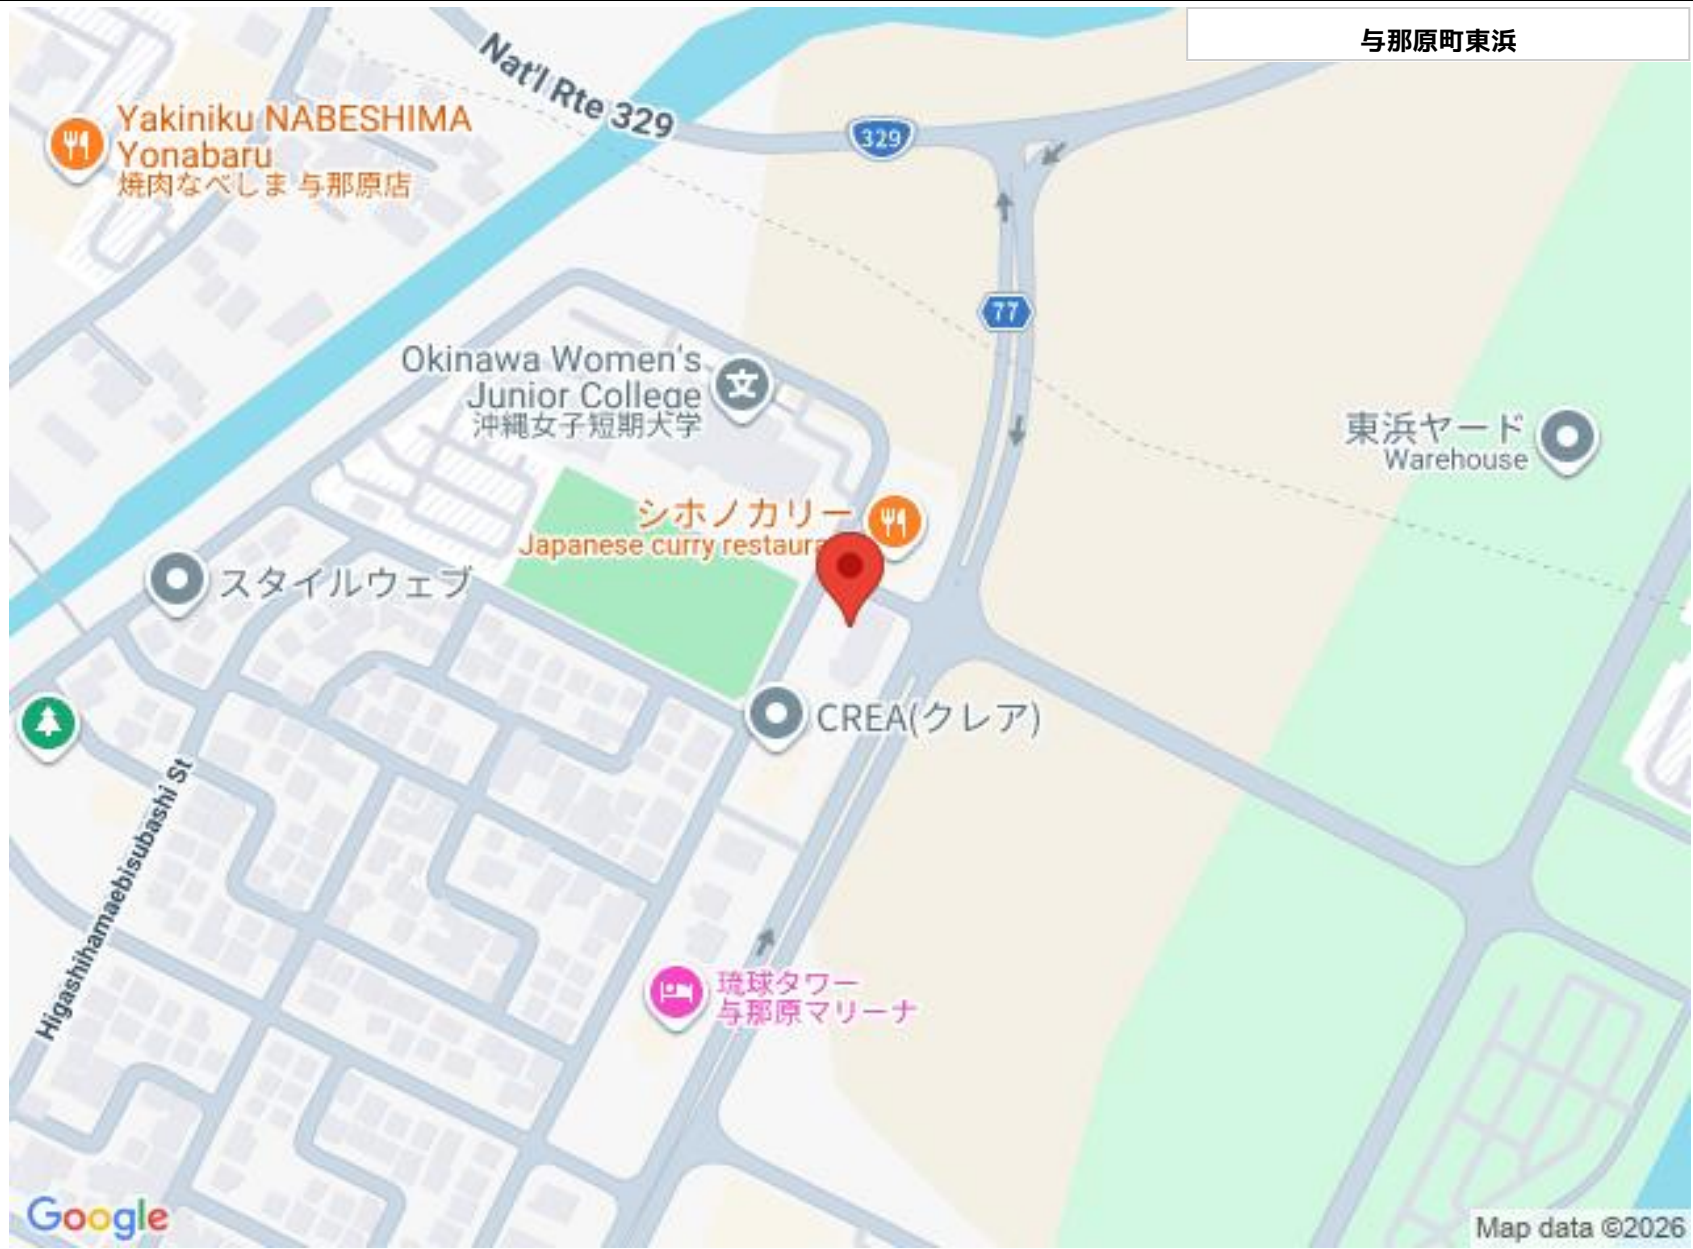 与那原町東浜
Nat'l Rte 329
Yakiniku NABESHIMA
Yonabaru
焼肉なべしま 与那原店
329
77
Okinawa Women's
Junior College
沖縄女子短期大学
東浜ヤード
Warehouse
シホノカリー
Japanese curry restaura
スタイルウェブ
CREA(クレア)
Higashihamaebisubashi St
琉球タワー
与那原マリーナ
Google
Map data ©2026